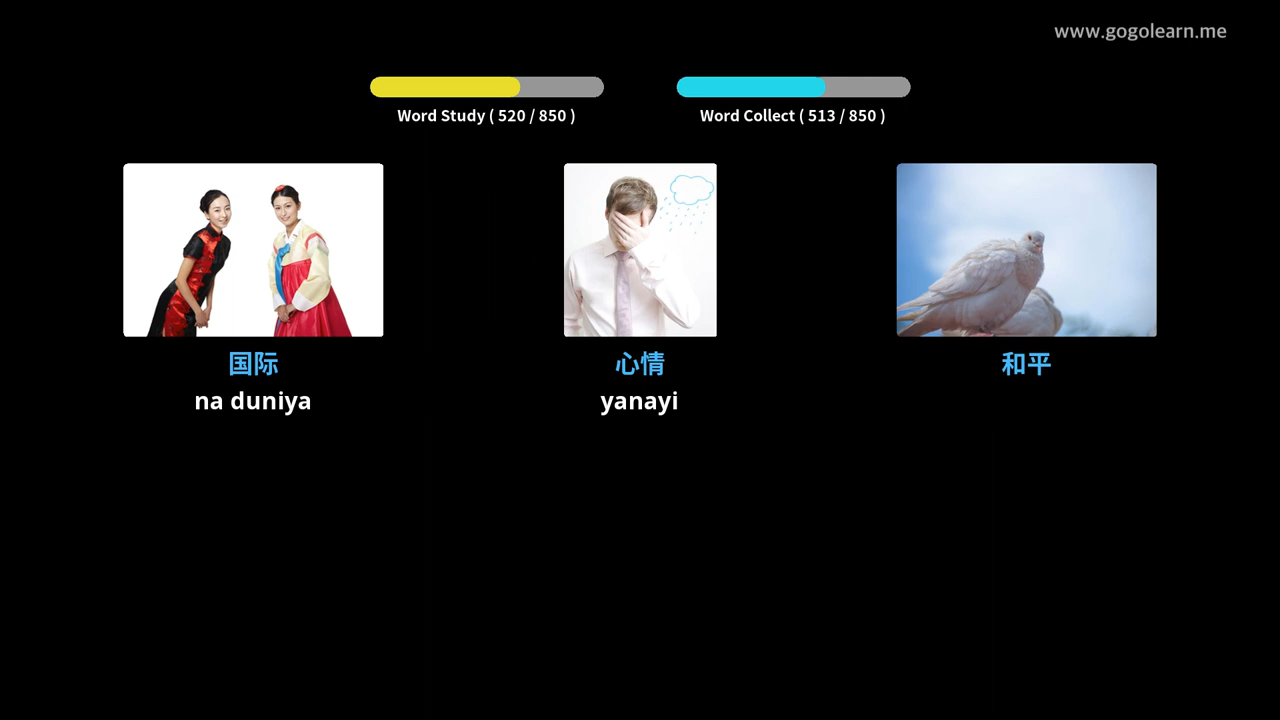 www.gogolearn.me
Word Study ( 520 / 850 )
Word Collect ( 513 / 850 )
国际
心情
和平
na duniya
yanayi